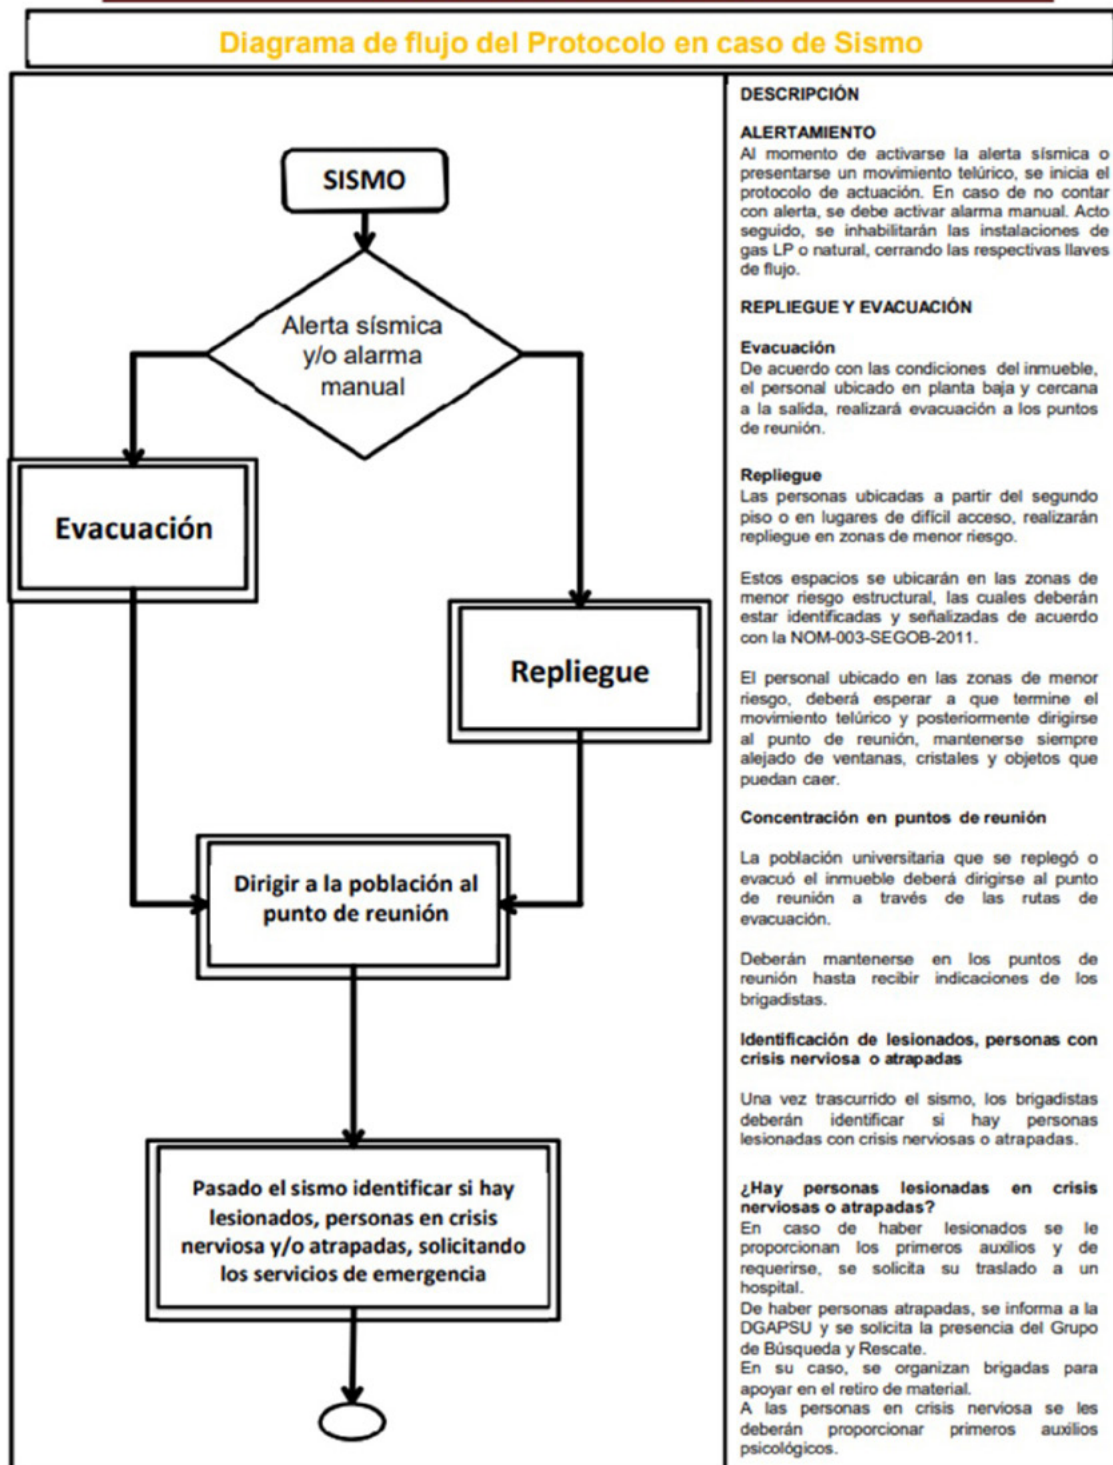 Diagrama de flujo del Protocolo en caso de Sismo
SISMO
Alerta sísmica
y/o alarma
manual
Evacuación
Repliegue
Dirigir a la población al
punto de reunión
Pasado el sismo identificar si hay
lesionados, personas en crisis
nerviosa y/o atrapadas, solicitando
los servicios de emergencia
DESCRIPCIÓN
ALERTAMIENTO
Al momento de activarse la alerta sísmica o
presentarse un movimiento telúrico, se inicia el
protocolo de actuación. En caso de no contar
con alerta, se debe activar alarma manual. Acto
seguido, se inhabilitarán las instalaciones de
gas LP o natural, cerrando las respectivas llaves
de flujo.
REPLIEGUE Y EVACUACIÓN
Evacuación
De acuerdo con las condiciones del inmueble,
el personal ubicado en planta baja y cercana
a la salida, realizará evacuación a los puntos
de reunión.
Repliegue
Las personas ubicadas a partir del segundo
piso o en lugares de difícil acceso, realizarán
repliegue en zonas de menor riesgo.
Estos espacios se ubicarán en las zonas de
menor riesgo estructural, las cuales deberán
estar identificadas y señalizadas de acuerdo
con la NOM-003-SEGOB-2011.
El personal ubicado en las zonas de menor
riesgo, deberá esperar a que termine el
movimiento telúrico y posteriormente dirigirse
al punto de reunión, mantenerse siempre
alejado de ventanas, cristales y objetos que
puedan caer.
Concentración en puntos de reunión
La población universitaria que se replegó o
evacuó el inmueble deberá dirigirse al punto
de reunión a través de las rutas de
evacuación.
Deberán mantenerse en los puntos de
reunión hasta recibir indicaciones de los
brigadistas.
Identificación de lesionados, personas con
crisis nerviosa o atrapadas
Una vez trascurrido el sismo, los brigadistas
deberán identificar si hay personas
lesionadas con crisis nerviosas o atrapadas.
¿Hay personas lesionadas en crisis
nerviosas o atrapadas?
En caso de haber lesionados se le
proporcionan los primeros auxilios y de
requerirse, se solicita su traslado a un
hospital.
De haber personas atrapadas, se informa a la
DGAPSU y se solicita la presencia del Grupo
de Búsqueda y Rescate.
En su caso, se organizan brigadas para
apoyar en el retiro de material.
A las personas en crisis nerviosa se les
deberán proporcionar primeros auxilios
psicológicos.